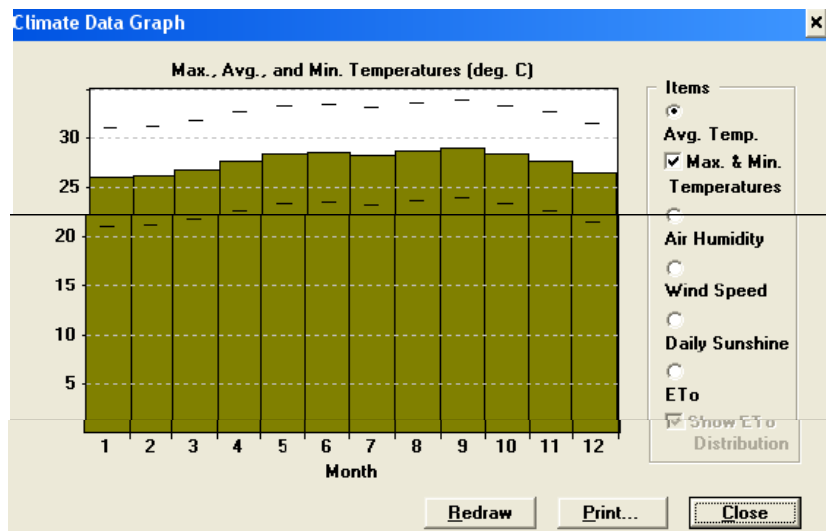 Climate Data Graph
Max., Avg., and Min. Temperatures (deg. C)
30
25
20
15
10
5
1 2 3 4 5 6 7 8 9 10 11 12
Month
Items
Avg. Temp.
Max. & Min.
Temperatures
Air Humidity
Wind Speed
Daily Sunshine
ETo
Show ETo
Distribution
Redraw Print... Close